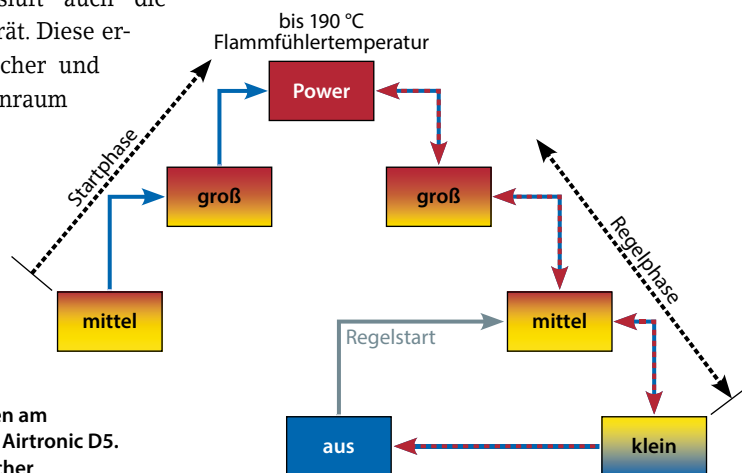 sluft auch die
rät. Diese er-
cher und
nraum
bis 190 °C
Flammfühlertemperatur
Power
Startphase
groß
groß
Regelphase
mittel
mittel
Regelstart
en am
Airtronic D5.
cher
aus
klein